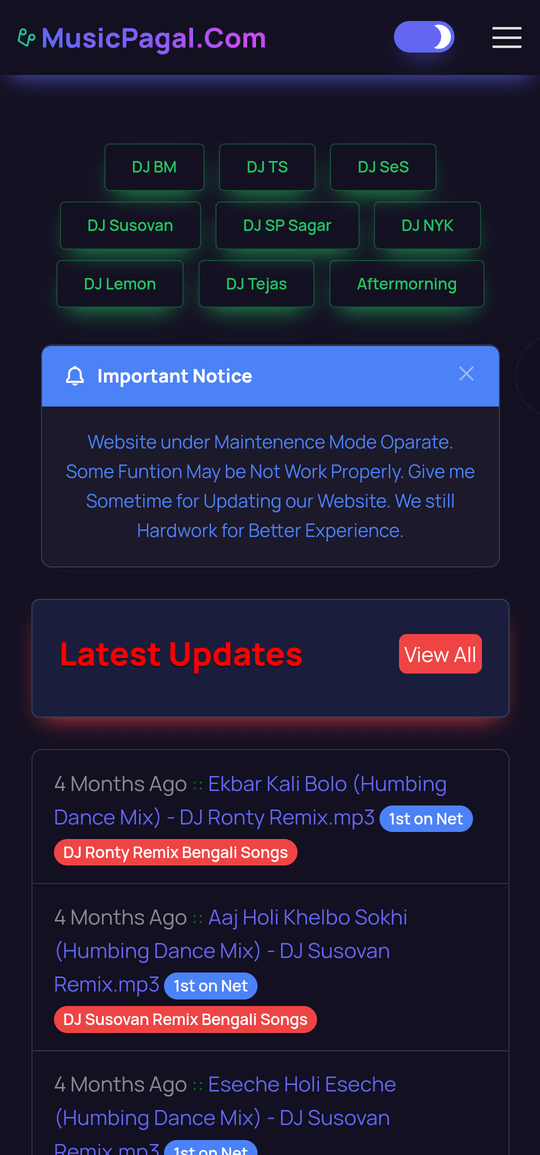 MusicPagal.Com
DJ BM
DJ TS
DJ SeS
DJ Susovan
DJ SP Sagar
DJ NYK
DJ Lemon
DJ Tejas
Aftermorning
Important Notice
Website under Maintenence Mode Oparate.
Some Funtion May be Not Work Properly. Give me
Sometime for Updating our Website. We still
Hardwork for Better Experience.
Latest Updates
View All
4 Months Ago :: Ekbar Kali Bolo (Humbing
Dance Mix) - DJ Ronty Remix.mp3 1st on Net
DJ Ronty Remix Bengali Songs
4 Months Ago :: Aaj Holi Khelbo Sokhi
(Humbing Dance Mix) - DJ Susovan
Remix.mp3 1st on Net
DJ Susovan Remix Bengali Songs
4 Months Ago :: Eseche Holi Eseche
(Humbing Dance Mix) - DJ Susovan
Remix.mp3 1st on Net